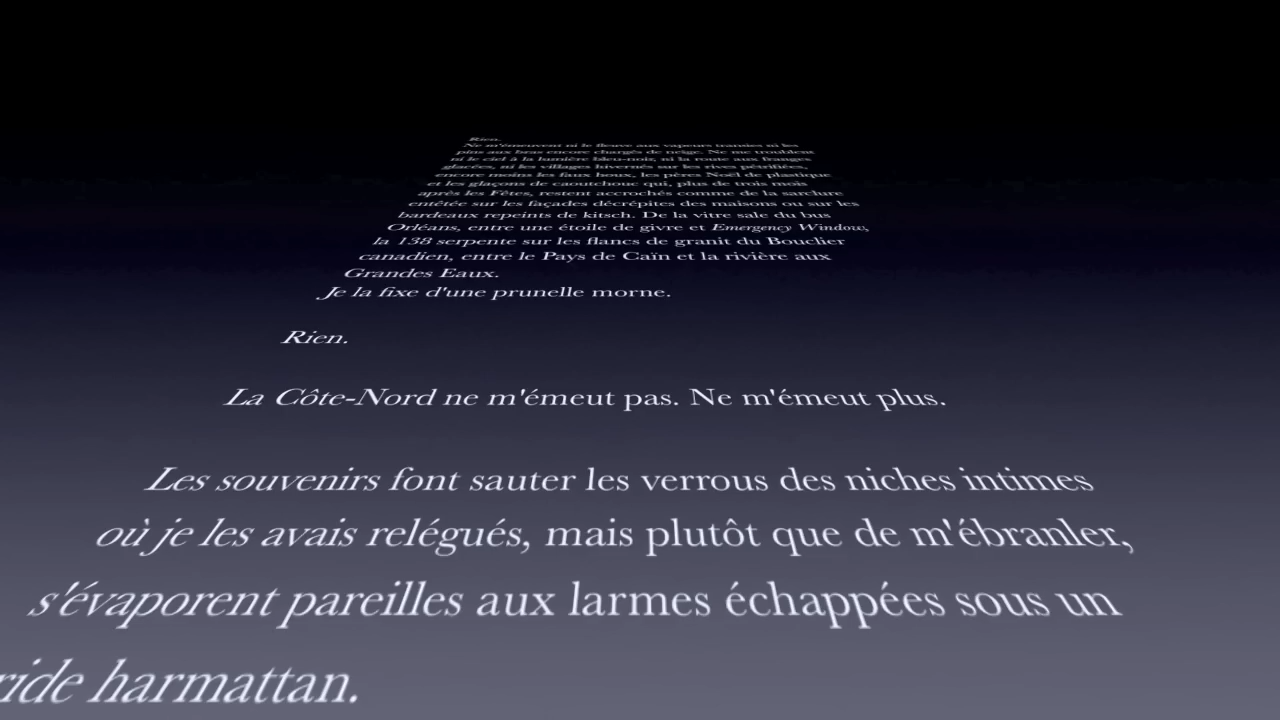 Rien.
Ne m'émeuvent ni le fleuve aux vapeurs transies ni les
pins aux bras encore chargés de neige. Ne me troublent
ni le ciel à la lumière bleu-noir, ni la route aux franges
glacées, ni les villages hivernés sur les rives pétrifiées,
encore moins les faux houx, les pères Noël de plastique
et les glaçons de caoutchouc qui, plus de trois mois
après les Fêtes, restent accrochés comme de la sarclure
entêtée sur les façades décrépites des maisons ou sur les
bardeaux repeints de kitsch. De la vitre sale du bus
Orléans, entre une étoile de givre et Emergency Window,
la 138 serpente sur les flancs de granit du Bouclier
canadien, entre le Pays de Caïn et la rivière aux
Grandes Eaux.
Je la fixe d'une prunelle morne.
Rien.
La Côte-Nord ne m'émeut pas. Ne m'émeut plus.
Les souvenirs font sauter les verrous des niches intimes
où je les avais relégués, mais plutôt que de m'ébranler,
s'évaporent pareilles aux larmes échappées sous un
ride harmattan.